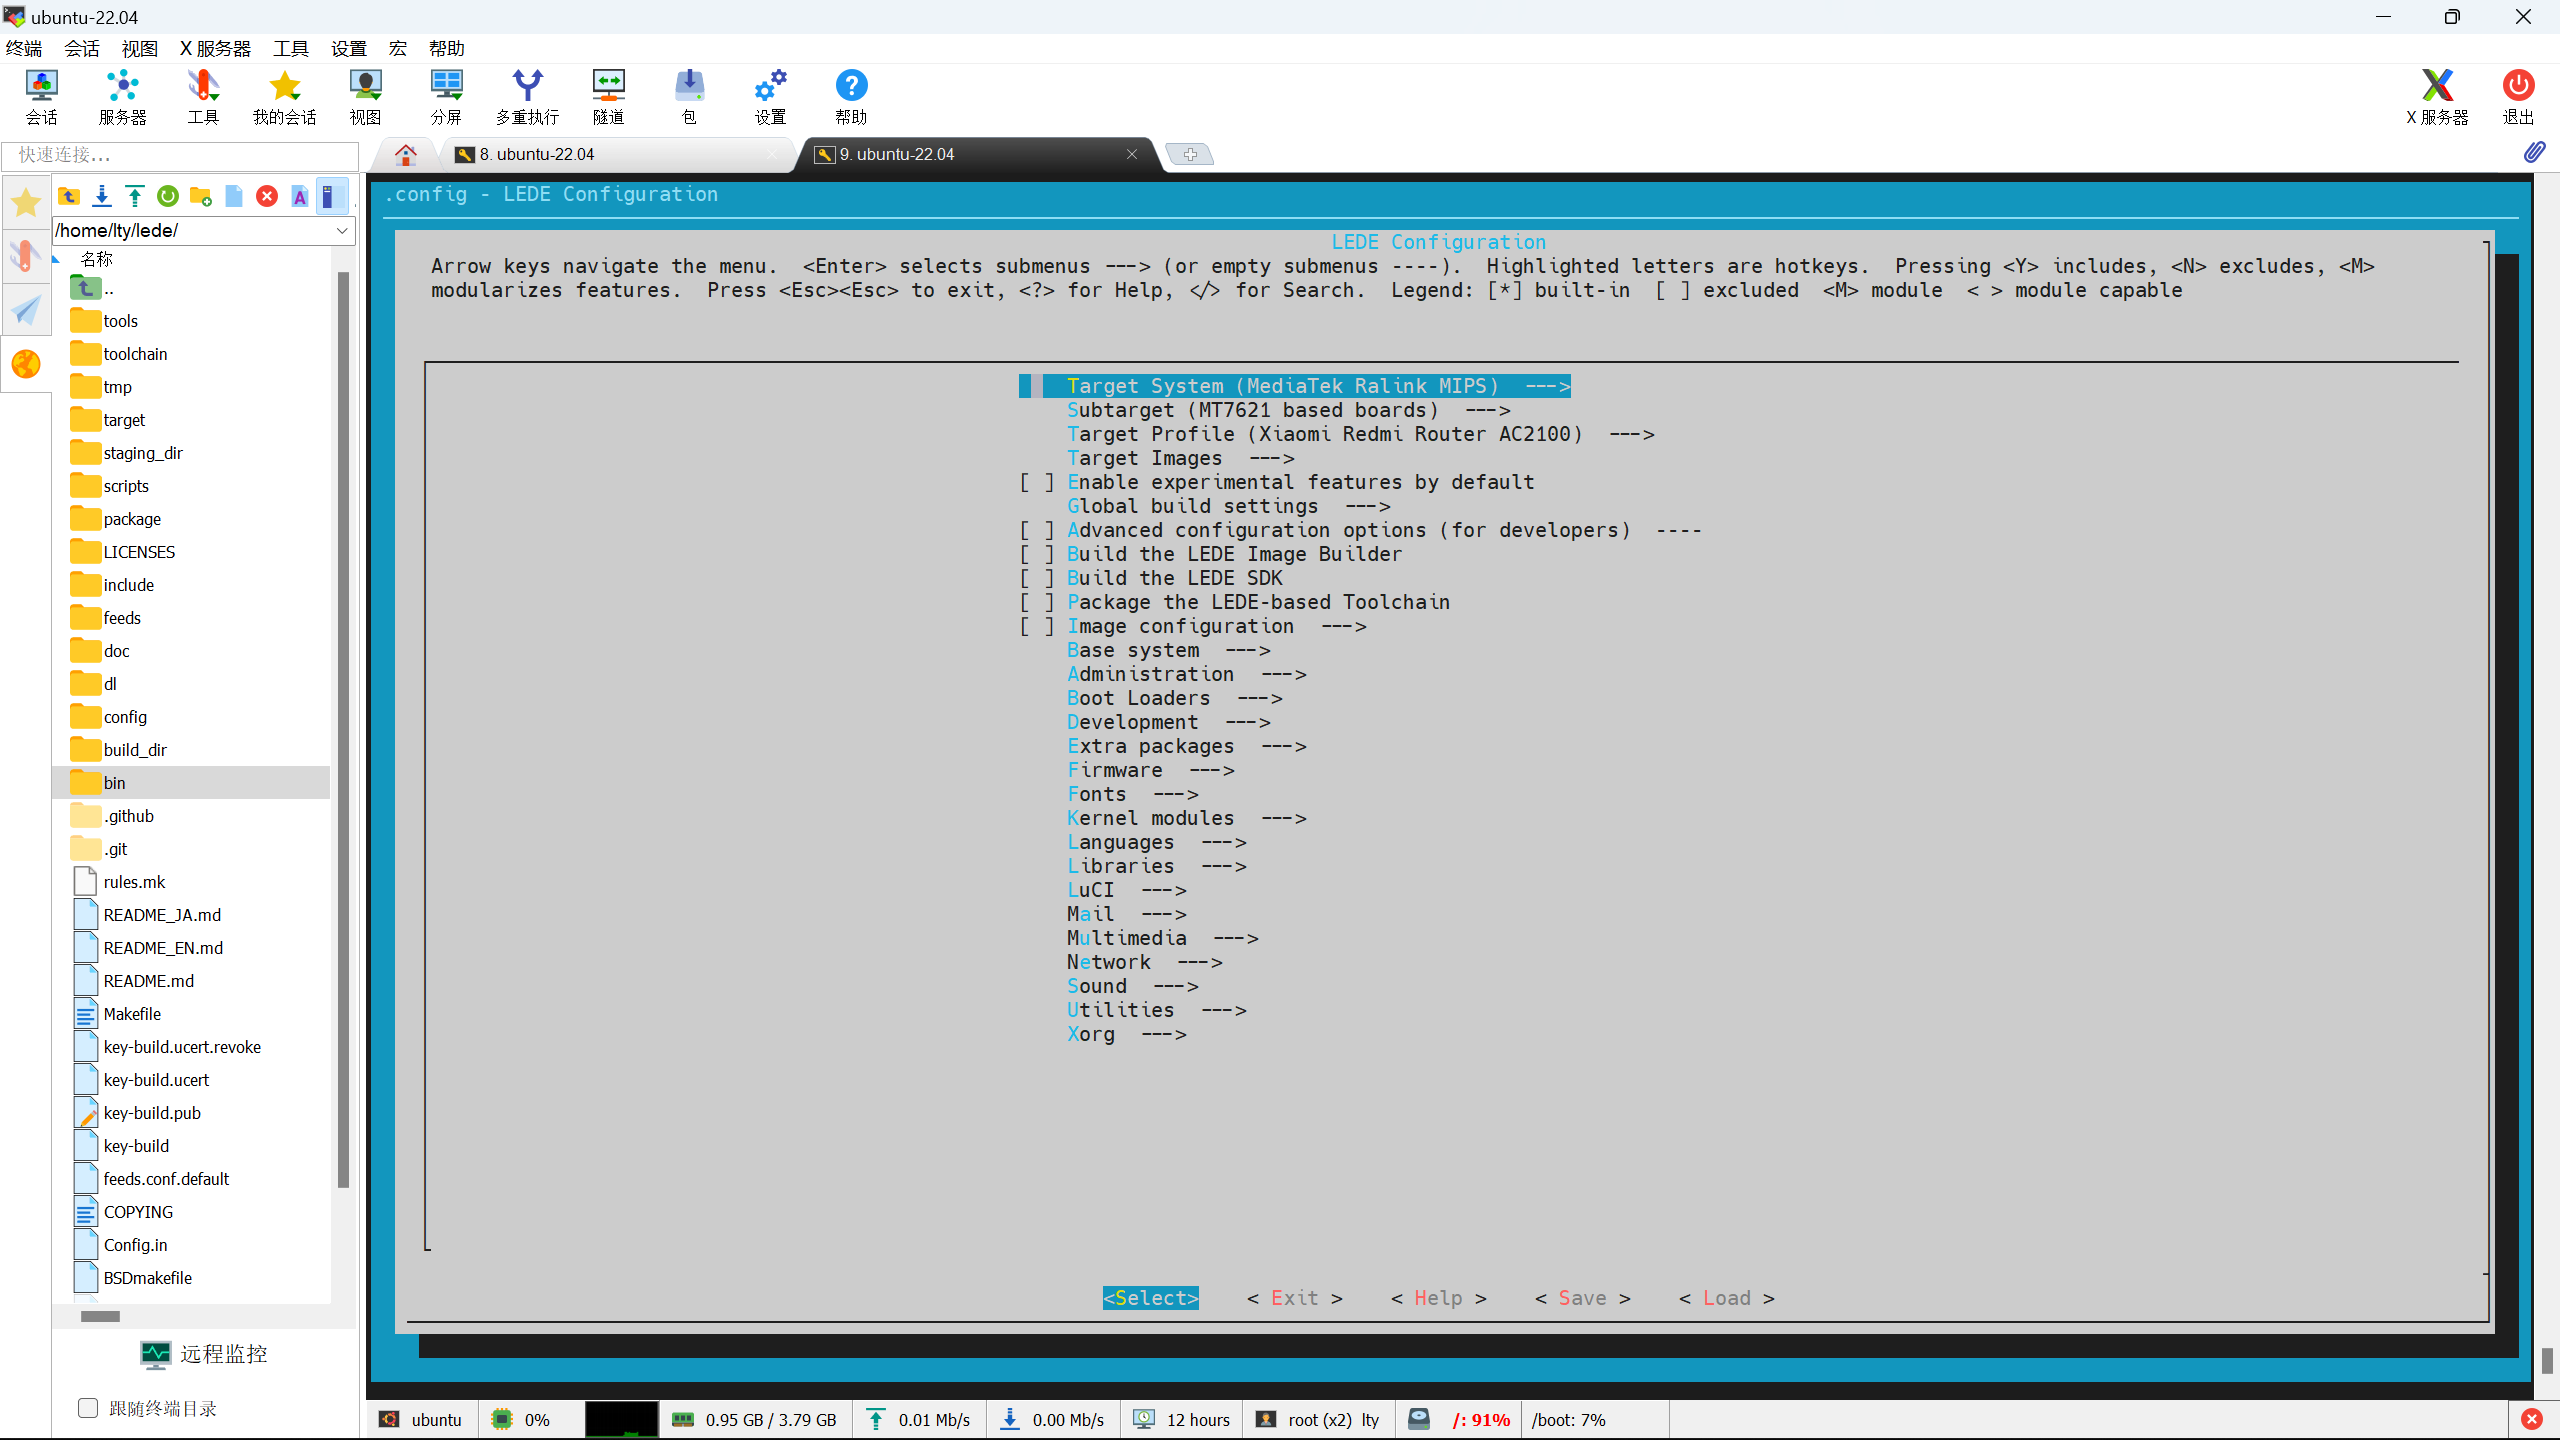 ubuntu-22.04
终端 会话 视图 X 服务器 工具 设置 宏 帮助
会话 服务器 工具 我的会话 视图 分屏 多重执行 隧道 包 设置 帮助 X 服务器 退出
快速连接...
8. ubuntu-22.04
9. ubuntu-22.04
/home/lty/lede/
名称
..
tools
toolchain
tmp
target
staging_dir
scripts
package
LICENSES
include
feeds
doc
dl
config
build_dir
bin
.github
.git
rules.mk
README_JA.md
README_EN.md
README.md
Makefile
key-build.ucert.revoke
key-build.ucert
key-build.pub
key-build
feeds.conf.default
COPYING
Config.in
BSDmakefile
远程监控
跟随终端目录
.config - LEDE Configuration
LEDE Configuration
Arrow keys navigate the menu.  <Enter> selects submenus ---> (or empty submenus ----).  Highlighted letters are hotkeys.  Pressing <Y> includes, <N> excludes, <M>
modularizes features.  Press <Esc><Esc> to exit, <?> for Help, </> for Search.  Legend: [*] built-in  [ ] excluded  <M> module  < > module capable
Target System (MediaTek Ralink MIPS)  --->
Subtarget (MT7621 based boards)  --->
Target Profile (Xiaomi Redmi Router AC2100)  --->
Target Images  --->
[ ] Enable experimental features by default
Global build settings  --->
[ ] Advanced configuration options (for developers)  ----
[ ] Build the LEDE Image Builder
[ ] Build the LEDE SDK
[ ] Package the LEDE-based Toolchain
[ ] Image configuration  --->
Base system  --->
Administration  --->
Boot Loaders  --->
Development  --->
Extra packages  --->
Firmware  --->
Fonts  --->
Kernel modules  --->
Languages  --->
Libraries  --->
LuCI  --->
Mail  --->
Multimedia  --->
Network  --->
Sound  --->
Utilities  --->
Xorg  --->
<Select>    < Exit >    < Help >    < Save >    < Load >
ubuntu 0% 0.95 GB / 3.79 GB 0.01 Mb/s 0.00 Mb/s 12 hours root (x2) lty /: 91% /boot: 7%